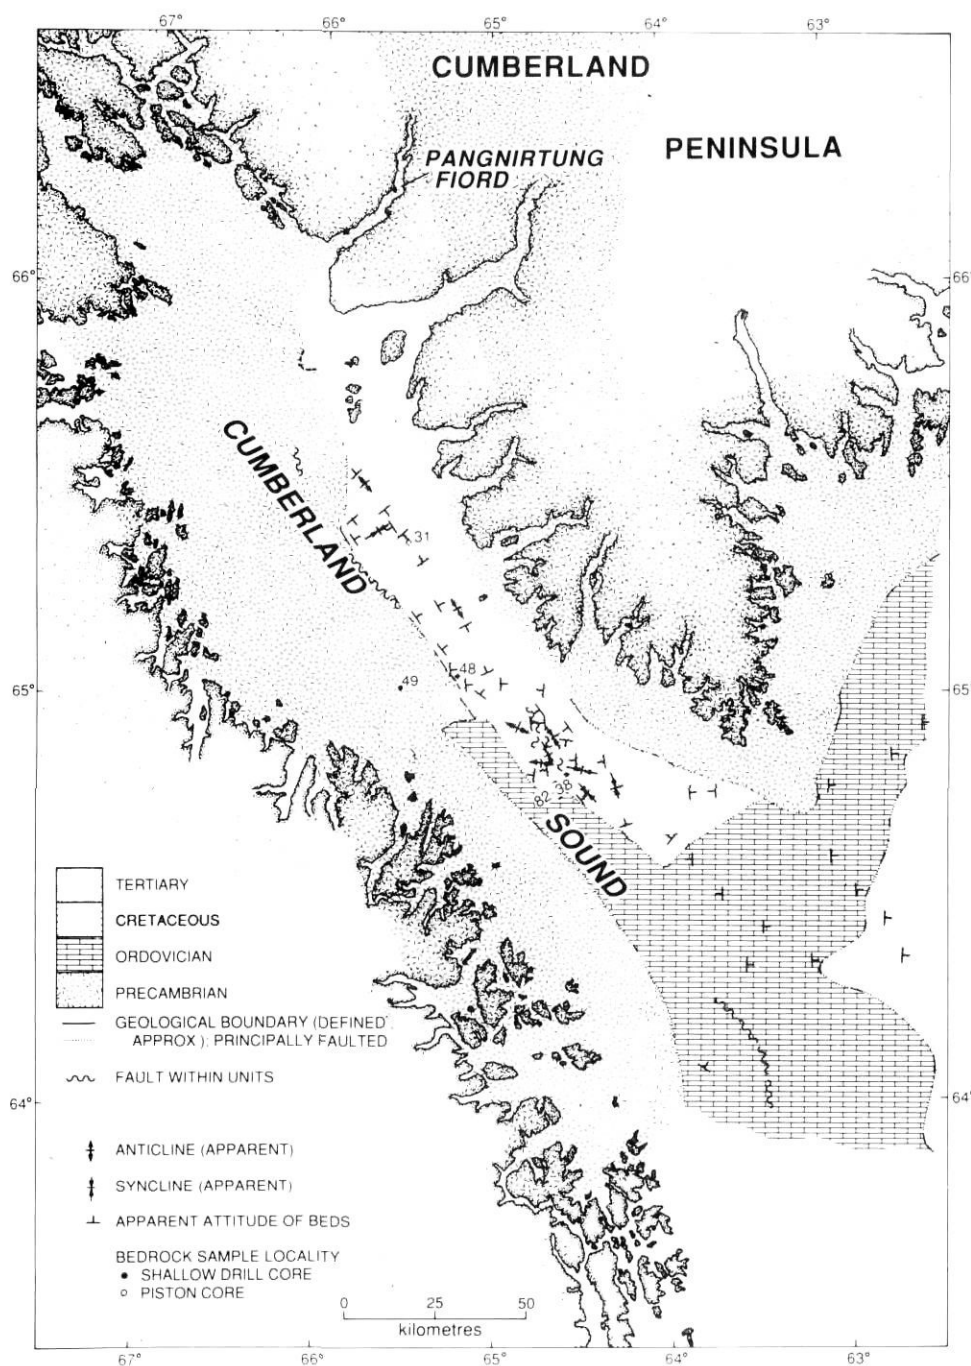 67° 66° 65° 64° 63°
CUMBERLAND
PENINSULA
PANGNIRTUNG
FIORD
66° 66°
CUMBERLAND
31
48
49
65° 65°
38
82
SOUND
TERTIARY
CRETACEOUS
ORDOVICIAN
PRECAMBRIAN
GEOLOGICAL BOUNDARY (DEFINED,
APPROX.): PRINCIPALLY FAULTED
FAULT WITHIN UNITS
64° 64°
ANTICLINE (APPARENT)
SYNCLINE (APPARENT)
APPARENT ATTITUDE OF BEDS
BEDROCK SAMPLE LOCALITY
SHALLOW DRILL CORE
PISTON CORE
0 25 50
kilometres
67° 66° 65° 64° 63°